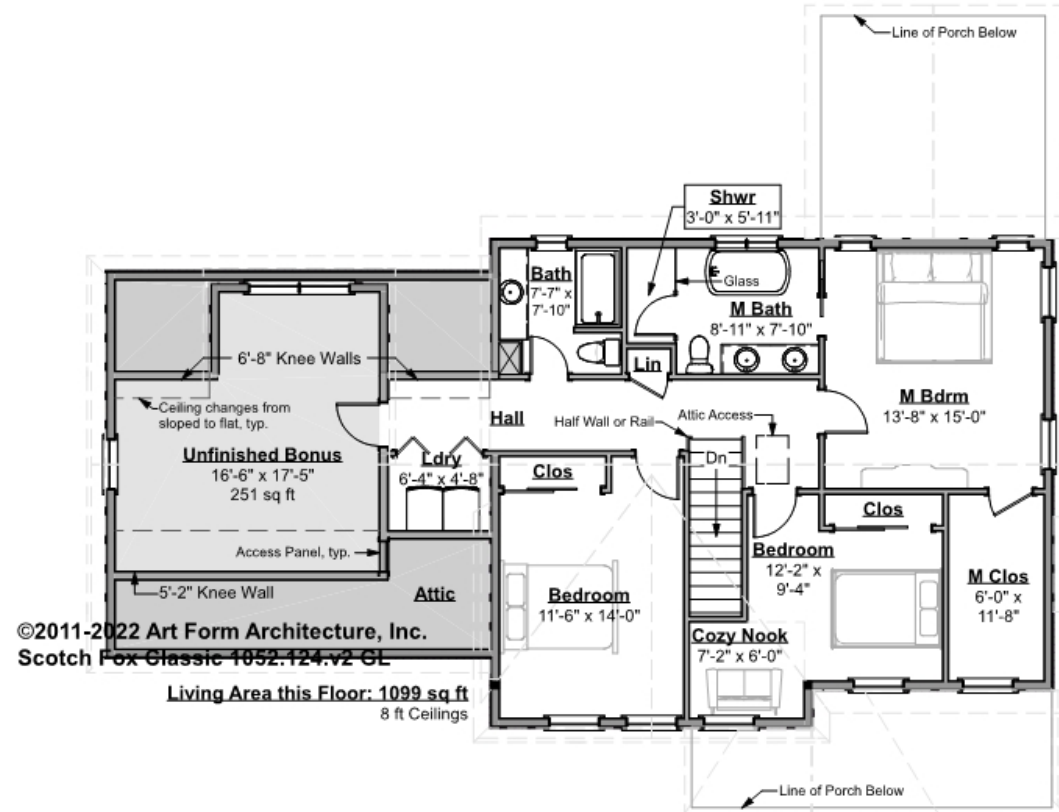 Line of Porch Below
Shwr
3'-0" x 5'-11"
Bath
7'-7" x
7'-10"
Glass
M Bath
8'-11" x 7'-10"
6'-8" Knee Walls
Lin
M Bdrm
13'-8" x 15'-0"
Ceiling changes from
sloped to flat, typ.
Hall
Half Wall or Rail
Attic Access
Unfinished Bonus
16'-6" x 17'-5"
251 sq ft
Ldry
6'-4" x 4'-8"
Clos
Dn
Clos
Access Panel, typ.
Bedroom
12'-2" x
9'-4"
M Clos
6'-0" x
11'-8"
5'-2" Knee Wall
Attic
Bedroom
11'-6" x 14'-0"
©2011-2022 Art Form Architecture, Inc.
Scotch Fox Classic 1052.124.v2 GL
Cozy Nook
7'-2" x 6'-0"
Living Area this Floor: 1099 sq ft
8 ft Ceilings
Line of Porch Below